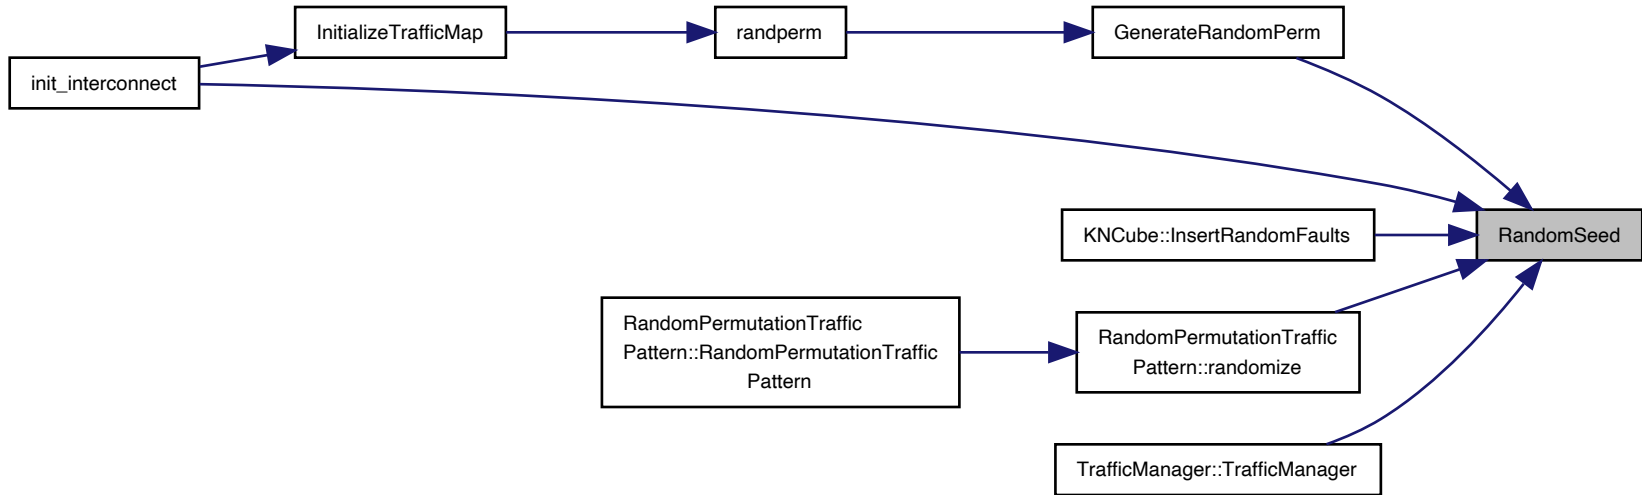 InitializeTrafficMap
randperm
GenerateRandomPerm
init_interconnect
KNCube::InsertRandomFaults
RandomSeed
RandomPermutationTraffic
Pattern::RandomPermutationTraffic
Pattern
RandomPermutationTraffic
Pattern::randomize
TrafficManager::TrafficManager